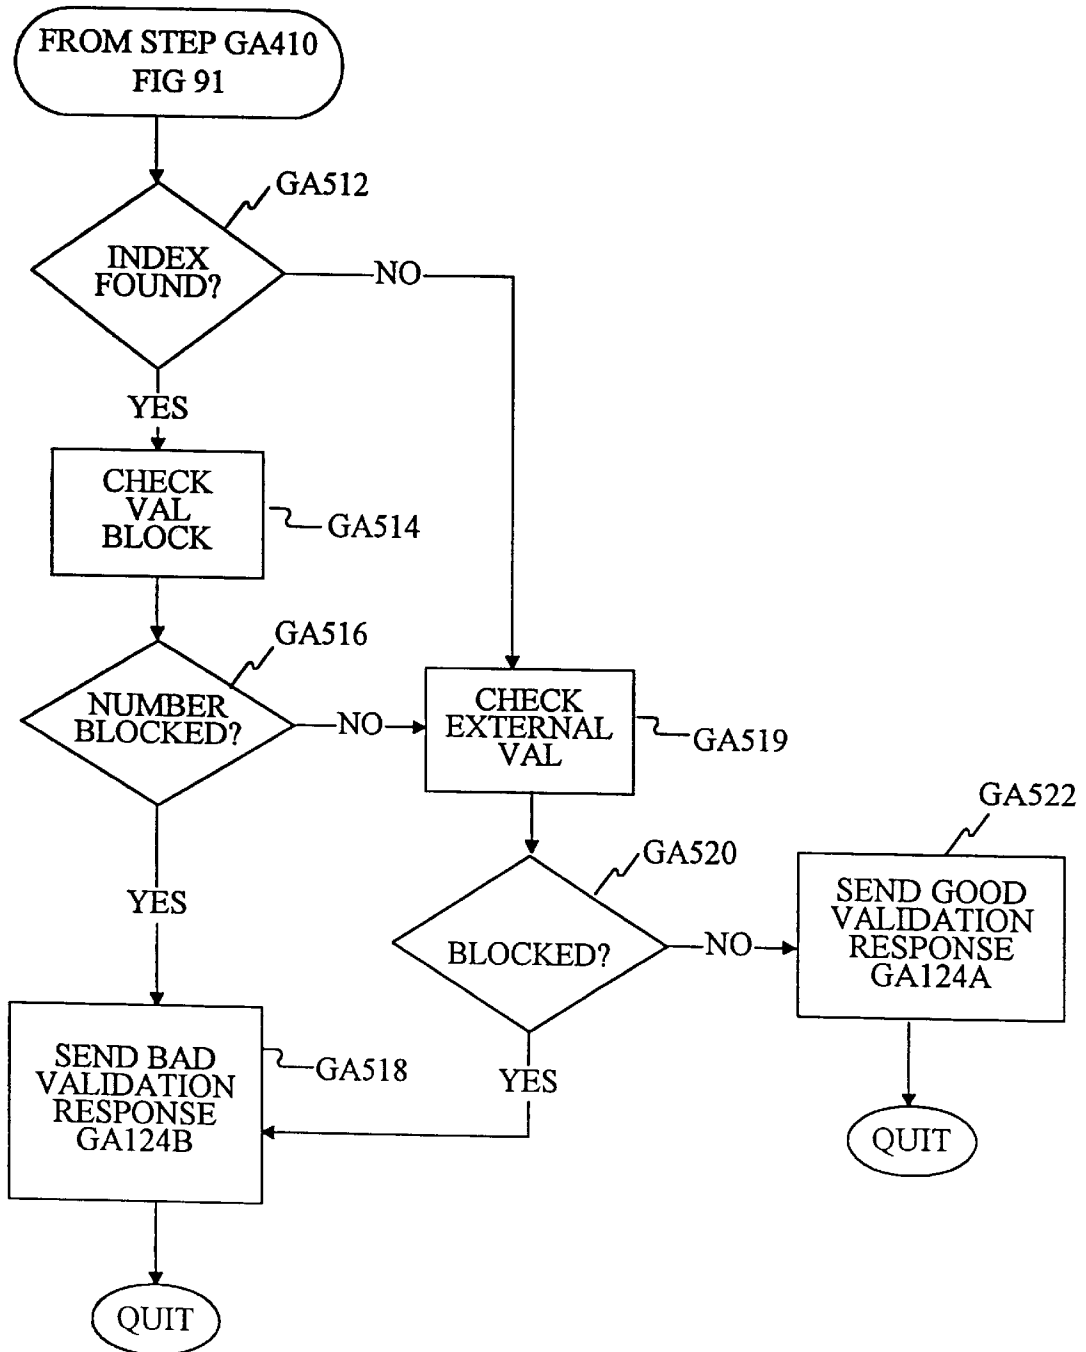 FROM STEP GA410
FIG 91
GA512
INDEX
FOUND?
NO
YES
CHECK
VAL
BLOCK
GA514
GA516
NUMBER
BLOCKED?
NO
CHECK
EXTERNAL
VAL
GA519
GA522
GA520
YES
BLOCKED?
NO
SEND GOOD
VALIDATION
RESPONSE
GA124A
SEND BAD
VALIDATION
RESPONSE
GA124B
GA518
YES
QUIT
QUIT